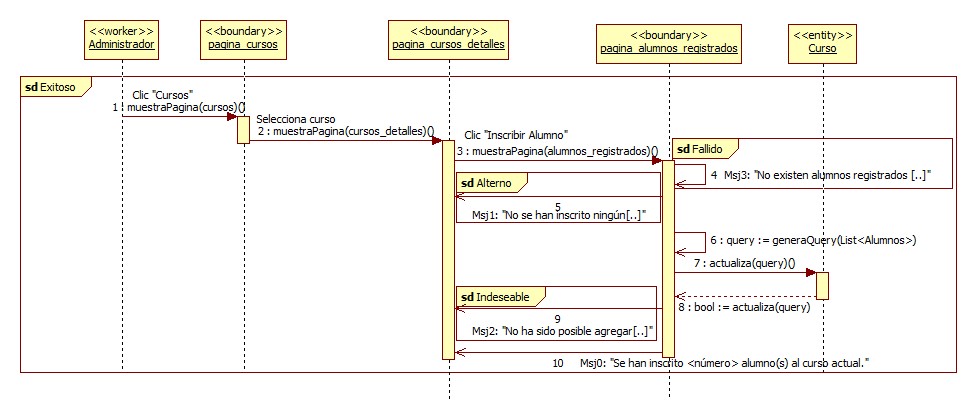 <<worker>>
Administrador
<<boundary>>
pagina_cursos
<<boundary>>
pagina_cursos_detalles
<<boundary>>
pagina_alumnos_registrados
<<entity>>
Curso
sd Exitoso
Clic "Cursos"
1 : muestraPagina(cursos)()
Selecciona curso
2 : muestraPagina(cursos_detalles)()
Clic "Inscribir Alumno"
3 : muestraPagina(alumnos_registrados)()
sd Fallido
4 Msj3: "No existen alumnos registrados [..]"
sd Alterno
5
Msj1: "No se han inscrito ningún[..]"
6 : query := generaQuery(List<Alumnos>)
7 : actualiza(query)()
8 : bool := actualiza(query)
sd Indeseable
9
Msj2: "No ha sido posible agregar[..]"
10 Msj0: "Se han inscrito <número> alumno(s) al curso actual."